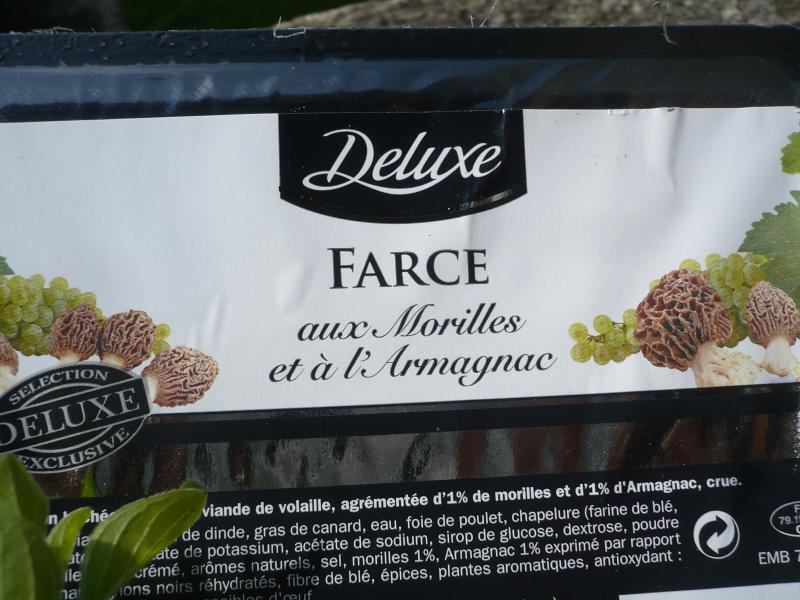 Deluxe
FARCE
aux Morilles
et à l'Armagnac
SELECTION
DELUXE
EXCLUSIVE
viande de volaille, agrémentée d'1% de morilles et d'1% d'Armagnac, crue.
de dinde, gras de canard, eau, foie de poulet, chapelure (farine de blé,
de potassium, acétate de sodium, sirop de glucose, dextrose, poudre
arômes naturels, sel, morilles 1%, Armagnac 1% exprimé par rapport
noirs réhydratés, fibre de blé, épices, plantes aromatiques, antioxydant :
d'œuf
EMB 7